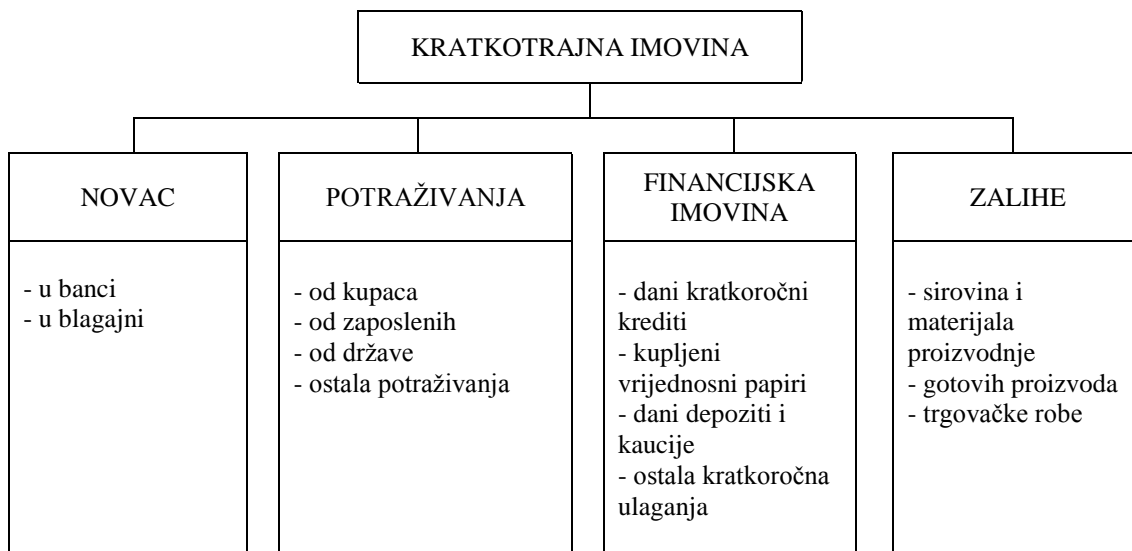 KRATKOTRAJNA IMOVINA
NOVAC
- u banci
- u blagajni
POTRAŽIVANJA
- od kupaca
- od zaposlenih
- od države
- ostala potraživanja
FINANCIJSKA
IMOVINA
- dani kratkoročni
krediti
- kupljeni
vrijednosni papiri
- dani depoziti i
kaucije
- ostala kratkoročna
ulaganja
ZALIHE
- sirovina i
materijala
proizvodnje
- gotovih proizvoda
- trgovačke robe